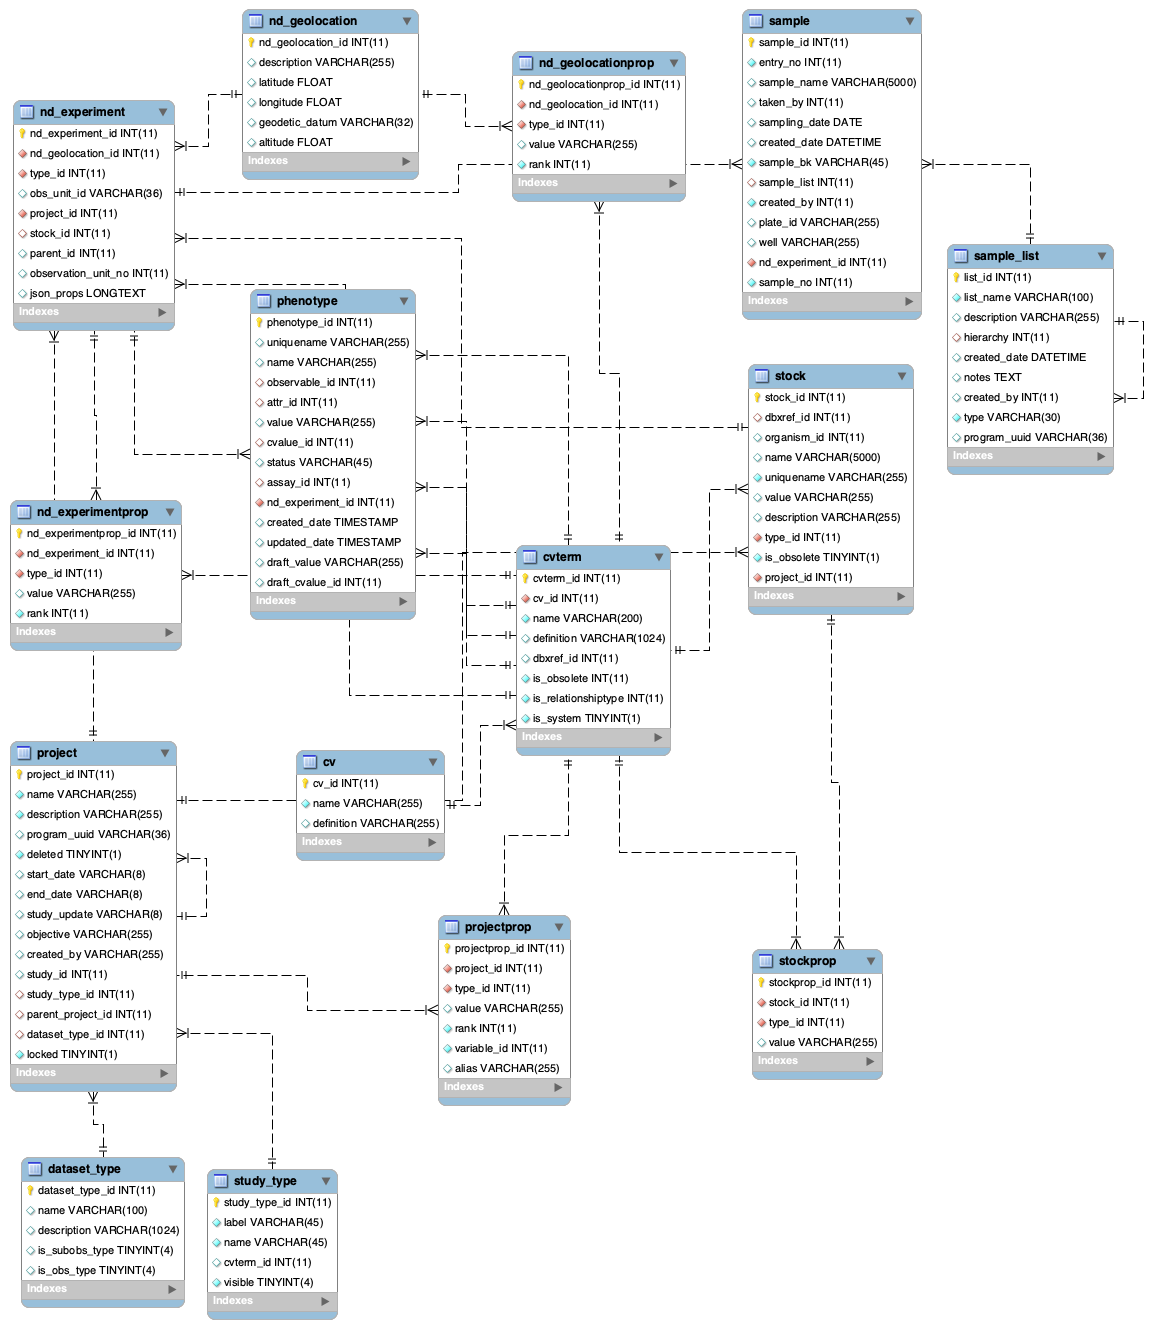 nd_geolocation
nd_geolocation_id INT(11)
description VARCHAR(255)
latitude FLOAT
longitude FLOAT
geodetic_datum VARCHAR(32)
altitude FLOAT
Indexes
nd_geolocationprop
nd_geolocationprop_id INT(11)
nd_geolocation_id INT(11)
type_id INT(11)
value VARCHAR(255)
rank INT(11)
Indexes
sample
sample_id INT(11)
entry_no INT(11)
sample_name VARCHAR(5000)
taken_by INT(11)
sampling_date DATE
created_date DATETIME
sample_bk VARCHAR(45)
sample_list INT(11)
created_by INT(11)
plate_id VARCHAR(255)
well VARCHAR(255)
nd_experiment_id INT(11)
sample_no INT(11)
Indexes
nd_experiment
nd_experiment_id INT(11)
nd_geolocation_id INT(11)
type_id INT(11)
obs_unit_id VARCHAR(36)
project_id INT(11)
stock_id INT(11)
parent_id INT(11)
observation_unit_no INT(11)
json_props LONGTEXT
Indexes
sample_list
list_id INT(11)
list_name VARCHAR(100)
description VARCHAR(255)
hierarchy INT(11)
created_date DATETIME
notes TEXT
created_by INT(11)
type VARCHAR(30)
program_uuid VARCHAR(36)
Indexes
phenotype
phenotype_id INT(11)
uniquename VARCHAR(255)
name VARCHAR(255)
observable_id INT(11)
attr_id INT(11)
value VARCHAR(255)
cvalue_id INT(11)
status VARCHAR(45)
assay_id INT(11)
nd_experiment_id INT(11)
created_date TIMESTAMP
updated_date TIMESTAMP
draft_value VARCHAR(255)
draft_cvalue_id INT(11)
Indexes
stock
stock_id INT(11)
dbxref_id INT(11)
organism_id INT(11)
name VARCHAR(5000)
uniquename VARCHAR(255)
value VARCHAR(255)
description VARCHAR(255)
type_id INT(11)
is_obsolete TINYINT(1)
project_id INT(11)
Indexes
nd_experimentprop
nd_experimentprop_id INT(11)
nd_experiment_id INT(11)
type_id INT(11)
value VARCHAR(255)
rank INT(11)
Indexes
cvterm
cvterm_id INT(11)
cv_id INT(11)
name VARCHAR(200)
definition VARCHAR(1024)
dbxref_id INT(11)
is_obsolete INT(11)
is_relationshiptype INT(11)
is_system TINYINT(1)
Indexes
project
project_id INT(11)
name VARCHAR(255)
description VARCHAR(255)
program_uuid VARCHAR(36)
deleted TINYINT(1)
start_date VARCHAR(8)
end_date VARCHAR(8)
study_update VARCHAR(8)
objective VARCHAR(255)
created_by VARCHAR(255)
study_id INT(11)
study_type_id INT(11)
parent_project_id INT(11)
dataset_type_id INT(11)
locked TINYINT(1)
Indexes
cv
cv_id INT(11)
name VARCHAR(255)
definition VARCHAR(255)
Indexes
projectprop
projectprop_id INT(11)
project_id INT(11)
type_id INT(11)
value VARCHAR(255)
rank INT(11)
variable_id INT(11)
alias VARCHAR(255)
Indexes
stockprop
stockprop_id INT(11)
stock_id INT(11)
type_id INT(11)
value VARCHAR(255)
Indexes
dataset_type
dataset_type_id INT(11)
name VARCHAR(100)
description VARCHAR(1024)
is_subobs_type TINYINT(4)
is_obs_type TINYINT(4)
Indexes
study_type
study_type_id INT(11)
label VARCHAR(45)
name VARCHAR(45)
cvterm_id INT(11)
visible TINYINT(4)
Indexes